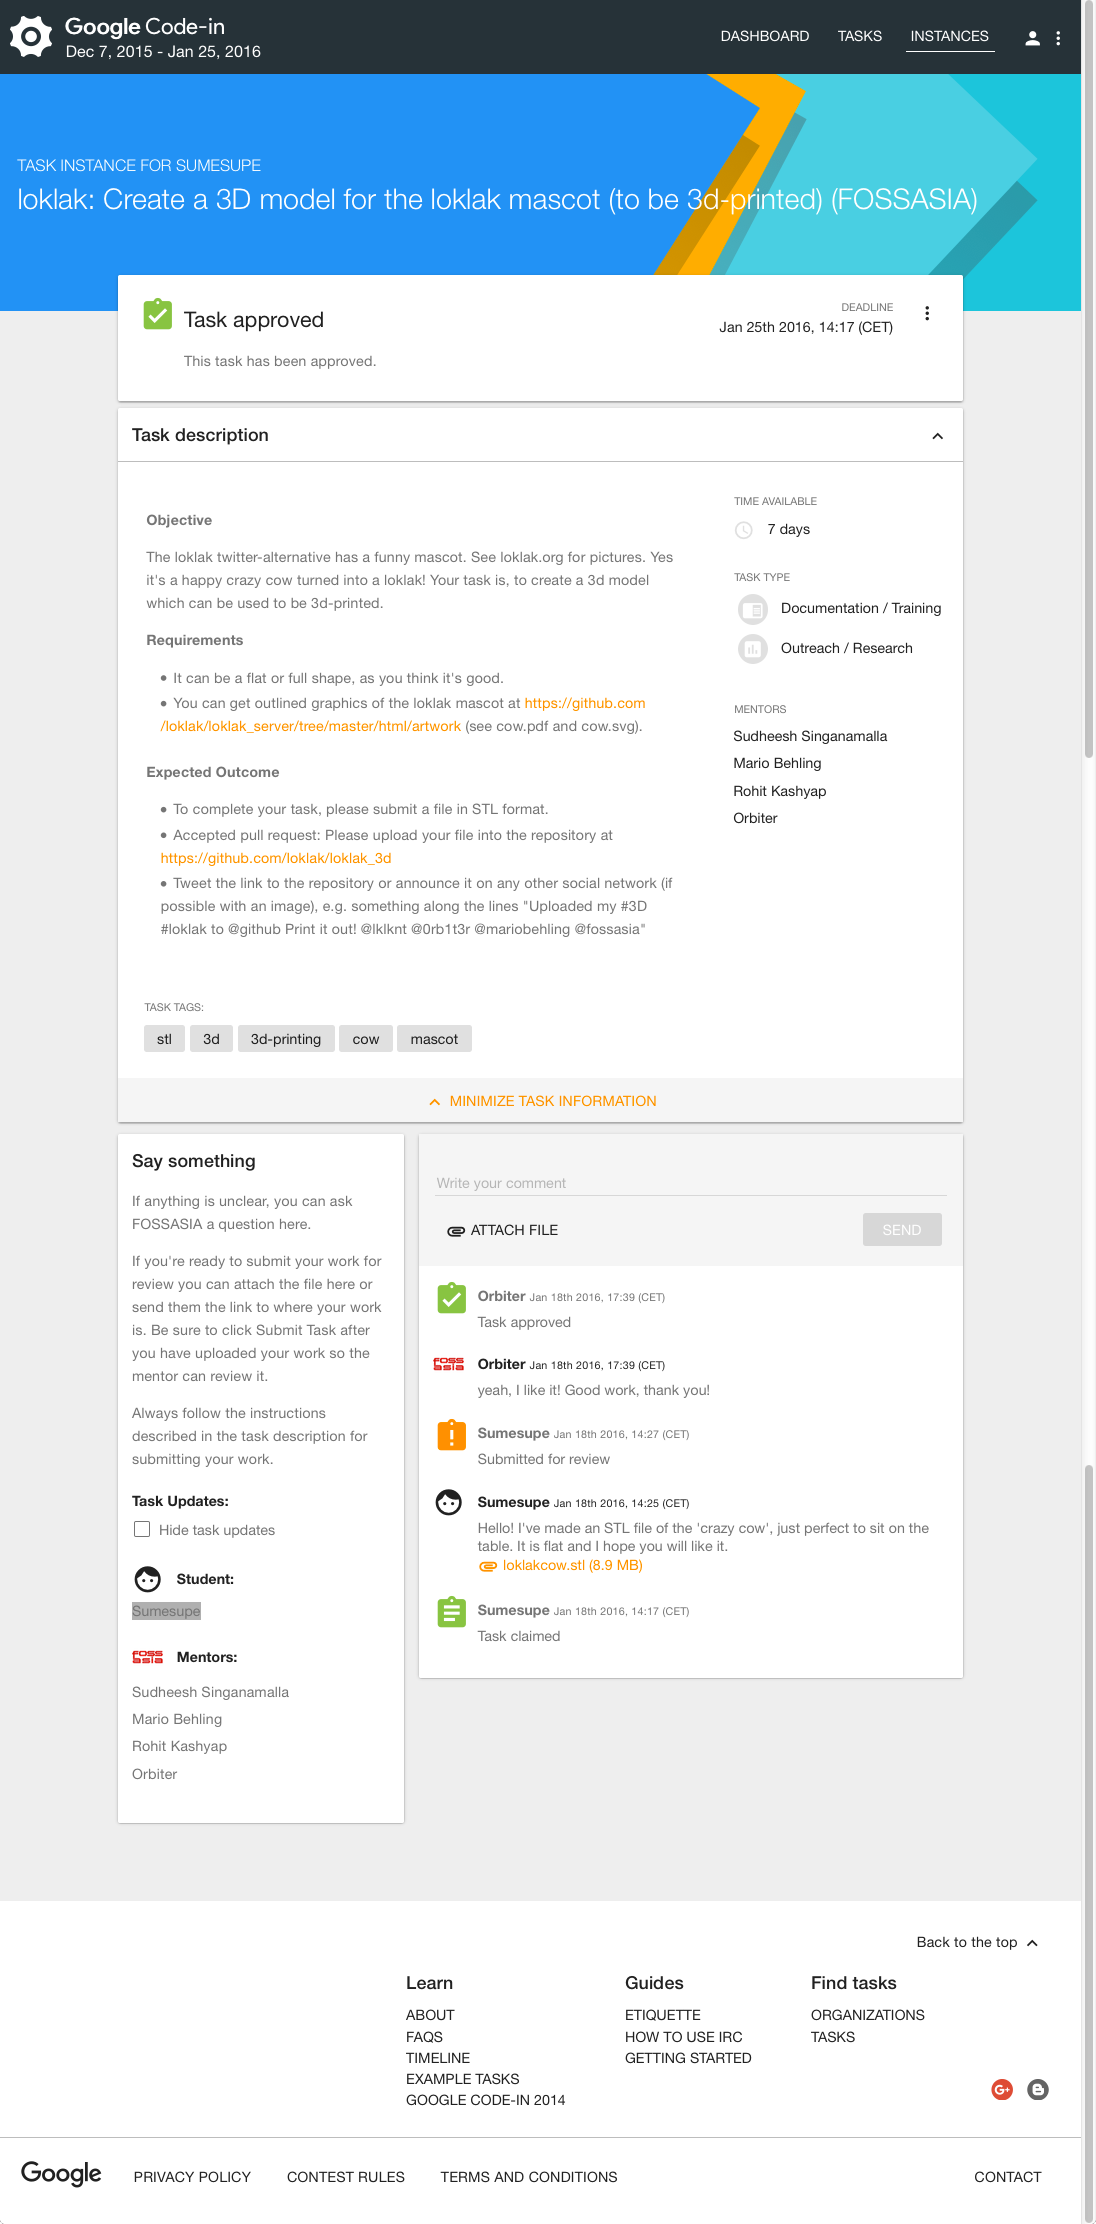 Google Code-in
Dec 7, 2015 - Jan 25, 2016
DASHBOARD TASKS INSTANCES
TASK INSTANCE FOR SUMESUPE
loklak: Create a 3D model for the loklak mascot (to be 3d-printed) (FOSSASIA)
Task approved
This task has been approved.
DEADLINE
Jan 25th 2016, 14:17 (CET)
Task description
Objective
The loklak twitter-alternative has a funny mascot. See loklak.org for pictures. Yes
it's a happy crazy cow turned into a loklak! Your task is, to create a 3d model
which can be used to be 3d-printed.
Requirements
• It can be a flat or full shape, as you think it's good.
• You can get outlined graphics of the loklak mascot at https://github.com
/loklak/loklak_server/tree/master/html/artwork (see cow.pdf and cow.svg).
Expected Outcome
• To complete your task, please submit a file in STL format.
• Accepted pull request: Please upload your file into the repository at
https://github.com/loklak/loklak_3d
• Tweet the link to the repository or announce it on any other social network (if
possible with an image), e.g. something along the lines "Uploaded my #3D
#loklak to @github Print it out! @lklknt @0rb1t3r @mariobehling @fossasia"
TIME AVAILABLE
7 days
TASK TYPE
Documentation / Training
Outreach / Research
MENTORS
Sudheesh Singanamalla
Mario Behling
Rohit Kashyap
Orbiter
TASK TAGS:
stl 3d 3d-printing cow mascot
MINIMIZE TASK INFORMATION
Say something
If anything is unclear, you can ask
FOSSASIA a question here.
If you're ready to submit your work for
review you can attach the file here or
send them the link to where your work
is. Be sure to click Submit Task after
you have uploaded your work so the
mentor can review it.
Always follow the instructions
described in the task description for
submitting your work.
Task Updates:
Hide task updates
Student:
Sumesupe
FOSS
ASIA
Mentors:
Sudheesh Singanamalla
Mario Behling
Rohit Kashyap
Orbiter
Write your comment
ATTACH FILE
SEND
Orbiter Jan 18th 2016, 17:39 (CET)
Task approved
FOSS
ASIA
Orbiter Jan 18th 2016, 17:39 (CET)
yeah, I like it! Good work, thank you!
Sumesupe Jan 18th 2016, 14:27 (CET)
Submitted for review
Sumesupe Jan 18th 2016, 14:25 (CET)
Hello! I've made an STL file of the 'crazy cow', just perfect to sit on the
table. It is flat and I hope you will like it.
loklakcow.stl (8.9 MB)
Sumesupe Jan 18th 2016, 14:17 (CET)
Task claimed
Back to the top
Learn
ABOUT
FAQS
TIMELINE
EXAMPLE TASKS
GOOGLE CODE-IN 2014
Guides
ETIQUETTE
HOW TO USE IRC
GETTING STARTED
Find tasks
ORGANIZATIONS
TASKS
G+
Google
PRIVACY POLICY
CONTEST RULES
TERMS AND CONDITIONS
CONTACT